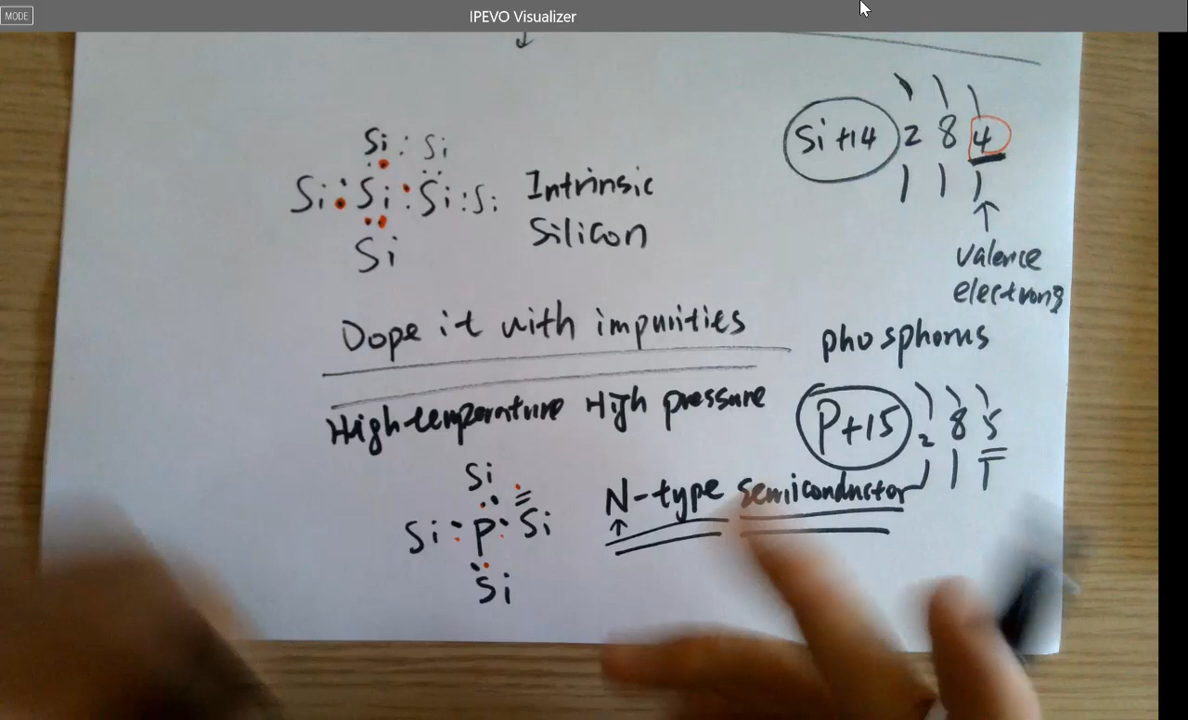 MODE
IPEVO Visualizer
Si : Si
Si : Si : Si : Si
Si
Intrinsic
Silicon
Si +14 2 8 4
valence
electrons
Dope it with impurities
phosphorus
High-temperature High pressure
P+15 2 8 5
Si
Si : P : Si
Si
N-type semiconductor